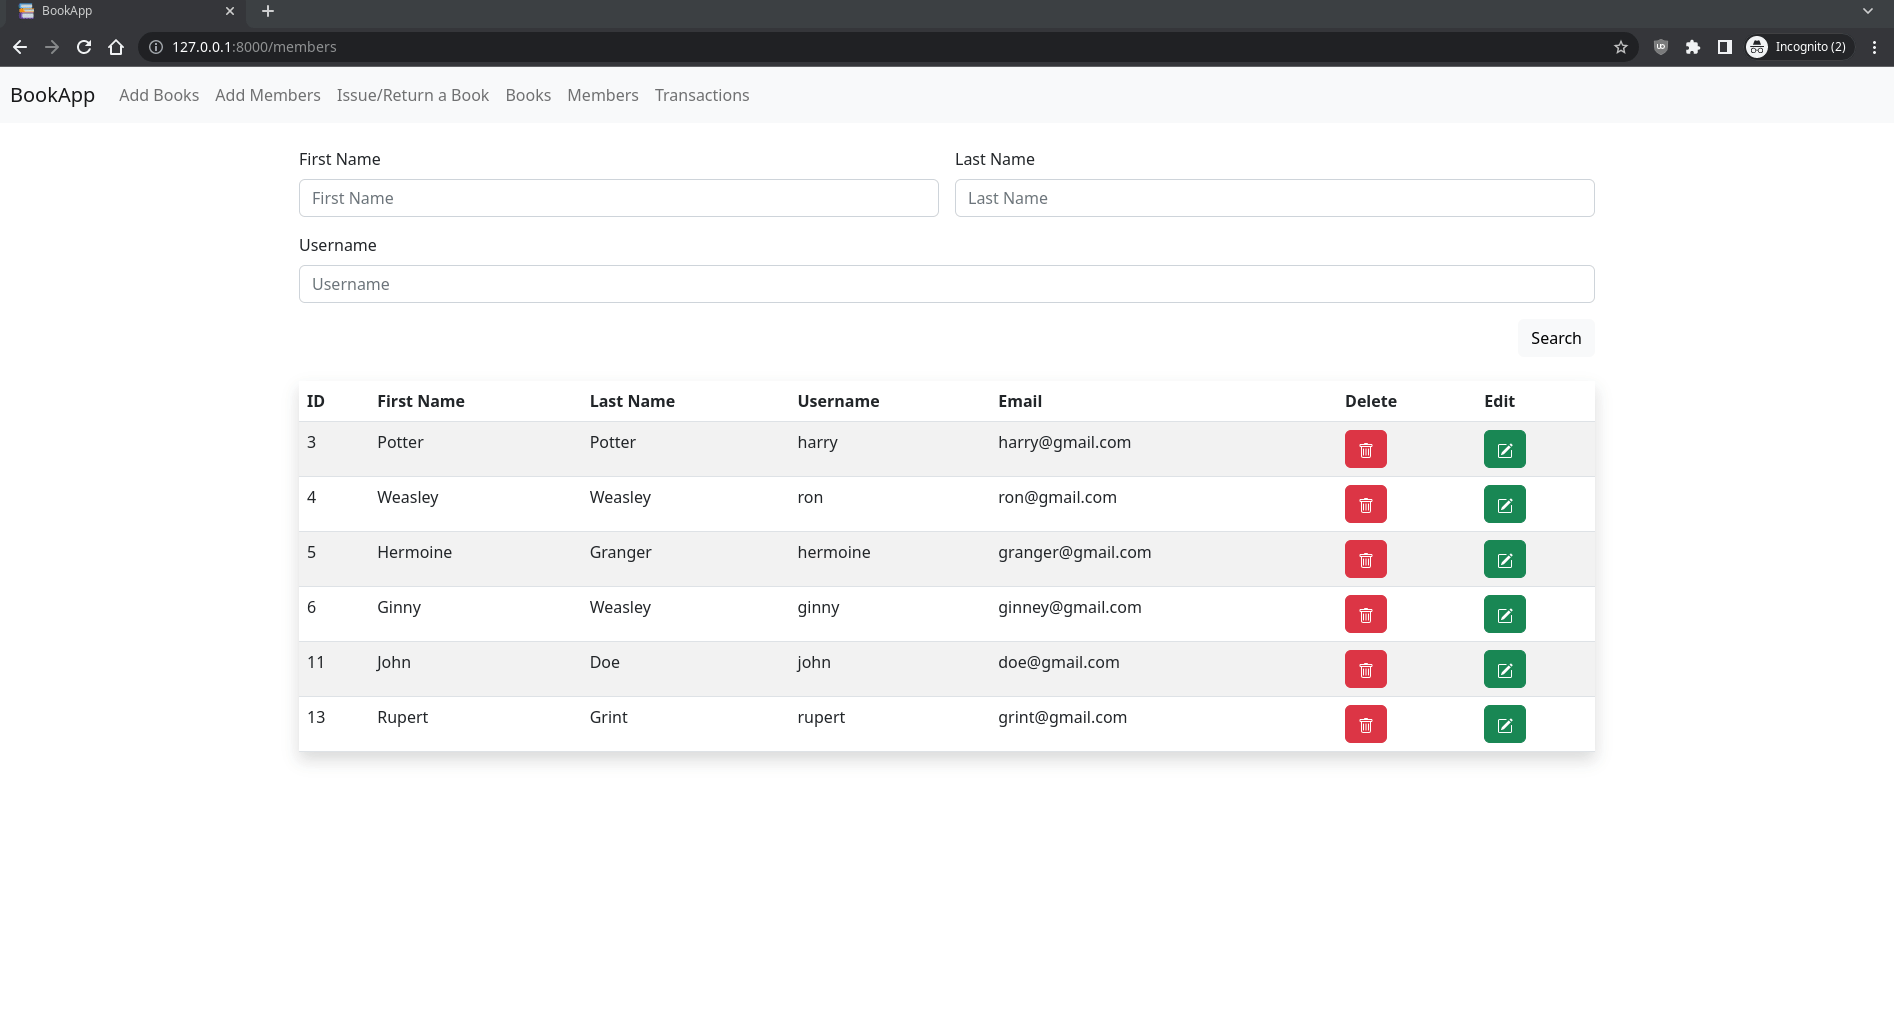 BookApp
127.0.0.1:8000/members
Incognito (2)
BookApp Add Books Add Members Issue/Return a Book Books Members Transactions
First Name Last Name
First Name Last Name
Username
Username
Search
ID First Name Last Name Username Email Delete Edit
3 Potter Potter harry harry@gmail.com
4 Weasley Weasley ron ron@gmail.com
5 Hermoine Granger hermoine granger@gmail.com
6 Ginny Weasley ginny ginney@gmail.com
11 John Doe john doe@gmail.com
13 Rupert Grint rupert grint@gmail.com